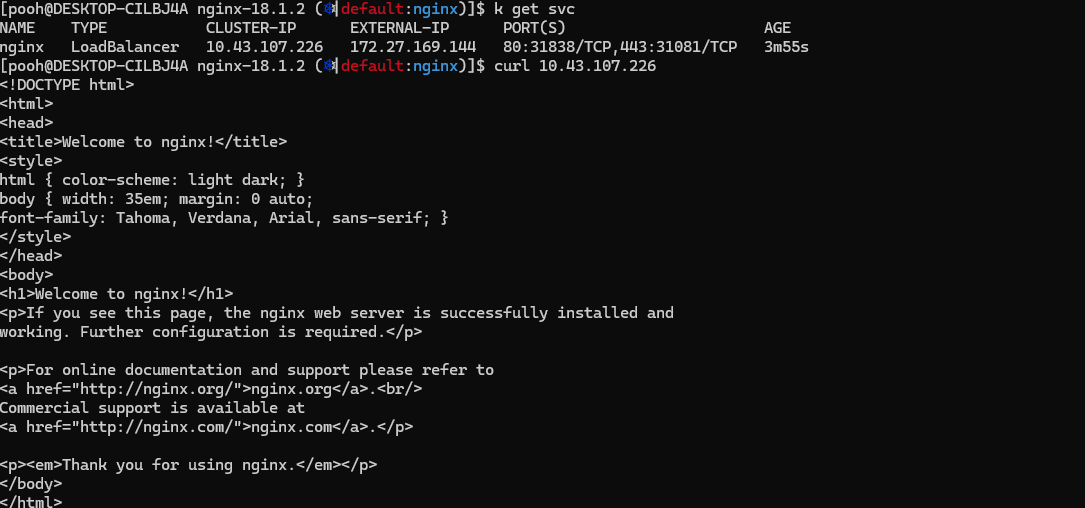 [pooh@DESKTOP-CILBJ4A nginx-18.1.2 (⎈|default:nginx)]$ k get svc
NAME    TYPE           CLUSTER-IP      EXTERNAL-IP      PORT(S)                      AGE
nginx   LoadBalancer   10.43.107.226   172.27.169.144   80:31838/TCP,443:31081/TCP   3m55s
[pooh@DESKTOP-CILBJ4A nginx-18.1.2 (⎈|default:nginx)]$ curl 10.43.107.226
<!DOCTYPE html>
<html>
<head>
<title>Welcome to nginx!</title>
<style>
html { color-scheme: light dark; }
body { width: 35em; margin: 0 auto;
font-family: Tahoma, Verdana, Arial, sans-serif; }
</style>
</head>
<body>
<h1>Welcome to nginx!</h1>
<p>If you see this page, the nginx web server is successfully installed and
working. Further configuration is required.</p>

<p>For online documentation and support please refer to
<a href="http://nginx.org/">nginx.org</a>.<br/>
Commercial support is available at
<a href="http://nginx.com/">nginx.com</a>.</p>

<p><em>Thank you for using nginx.</em></p>
</body>
</html>